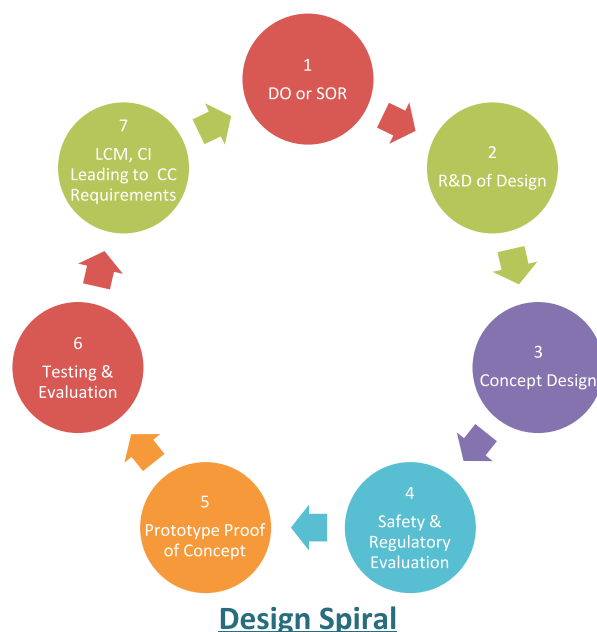 1
DO or SOR
2
R&D of Design
3
Concept Design
4
Safety &
Regulatory
Evaluation
5
Prototype Proof
of Concept
6
Testing &
Evaluation
7
LCM, CI
Leading to CC
Requirements
Design Spiral